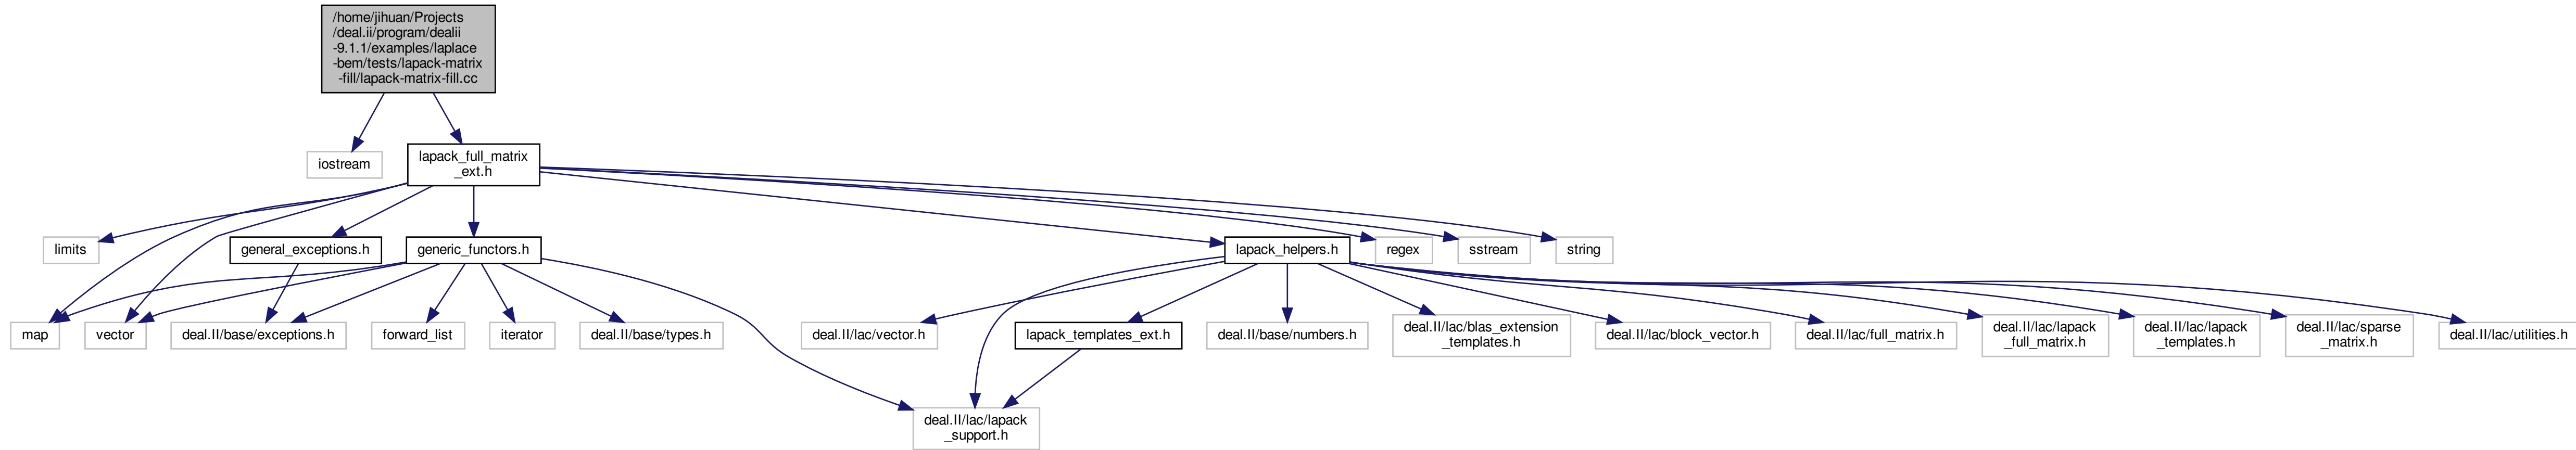 /home/jihuan/Projects
/deal.ii/program/dealii
-9.1.1/examples/laplace
-bem/tests/lapack-matrix
-fill/lapack-matrix-fill.cc
iostream
lapack_full_matrix
_ext.h
limits
general_exceptions.h
generic_functors.h
lapack_helpers.h
regex
sstream
string
map
vector
deal.II/base/exceptions.h
forward_list
iterator
deal.II/base/types.h
deal.II/lac/vector.h
lapack_templates_ext.h
deal.II/base/numbers.h
deal.II/lac/blas_extension
_templates.h
deal.II/lac/block_vector.h
deal.II/lac/full_matrix.h
deal.II/lac/lapack
_full_matrix.h
deal.II/lac/lapack
_templates.h
deal.II/lac/sparse
_matrix.h
deal.II/lac/utilities.h
deal.II/lac/lapack
_support.h